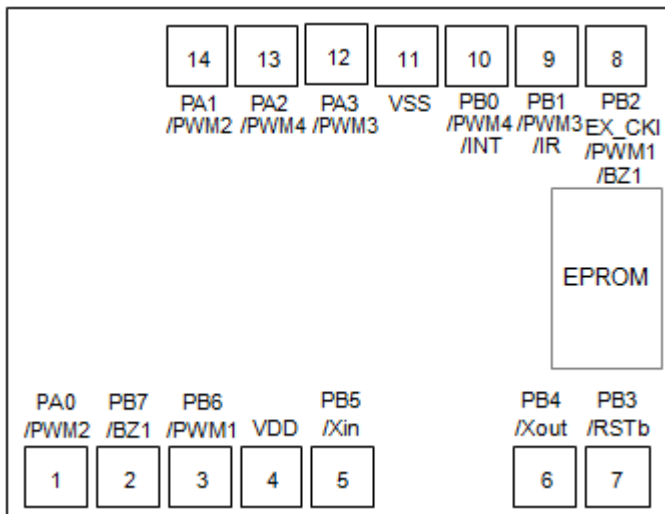 14 13 12 11 10 9 8
PA1 PA2 PA3 VSS PB0 PB1 PB2
/PWM2 /PWM4 /PWM3 /PWM4 /PWM3 EX_CKI
/INT /IR /PWM1
/BZ1
EPROM
PA0 PB7 PB6 PB5 PB4 PB3
/PWM2 /BZ1 /PWM1 VDD /Xin /Xout /RSTb
1 2 3 4 5 6 7